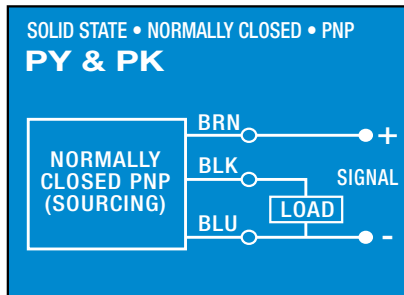 SOLID STATE • NORMALLY CLOSED • PNP
PY & PK
BRN
+
NORMALLY
CLOSED PNP
(SOURCING)
BLK
SIGNAL
LOAD
BLU
-